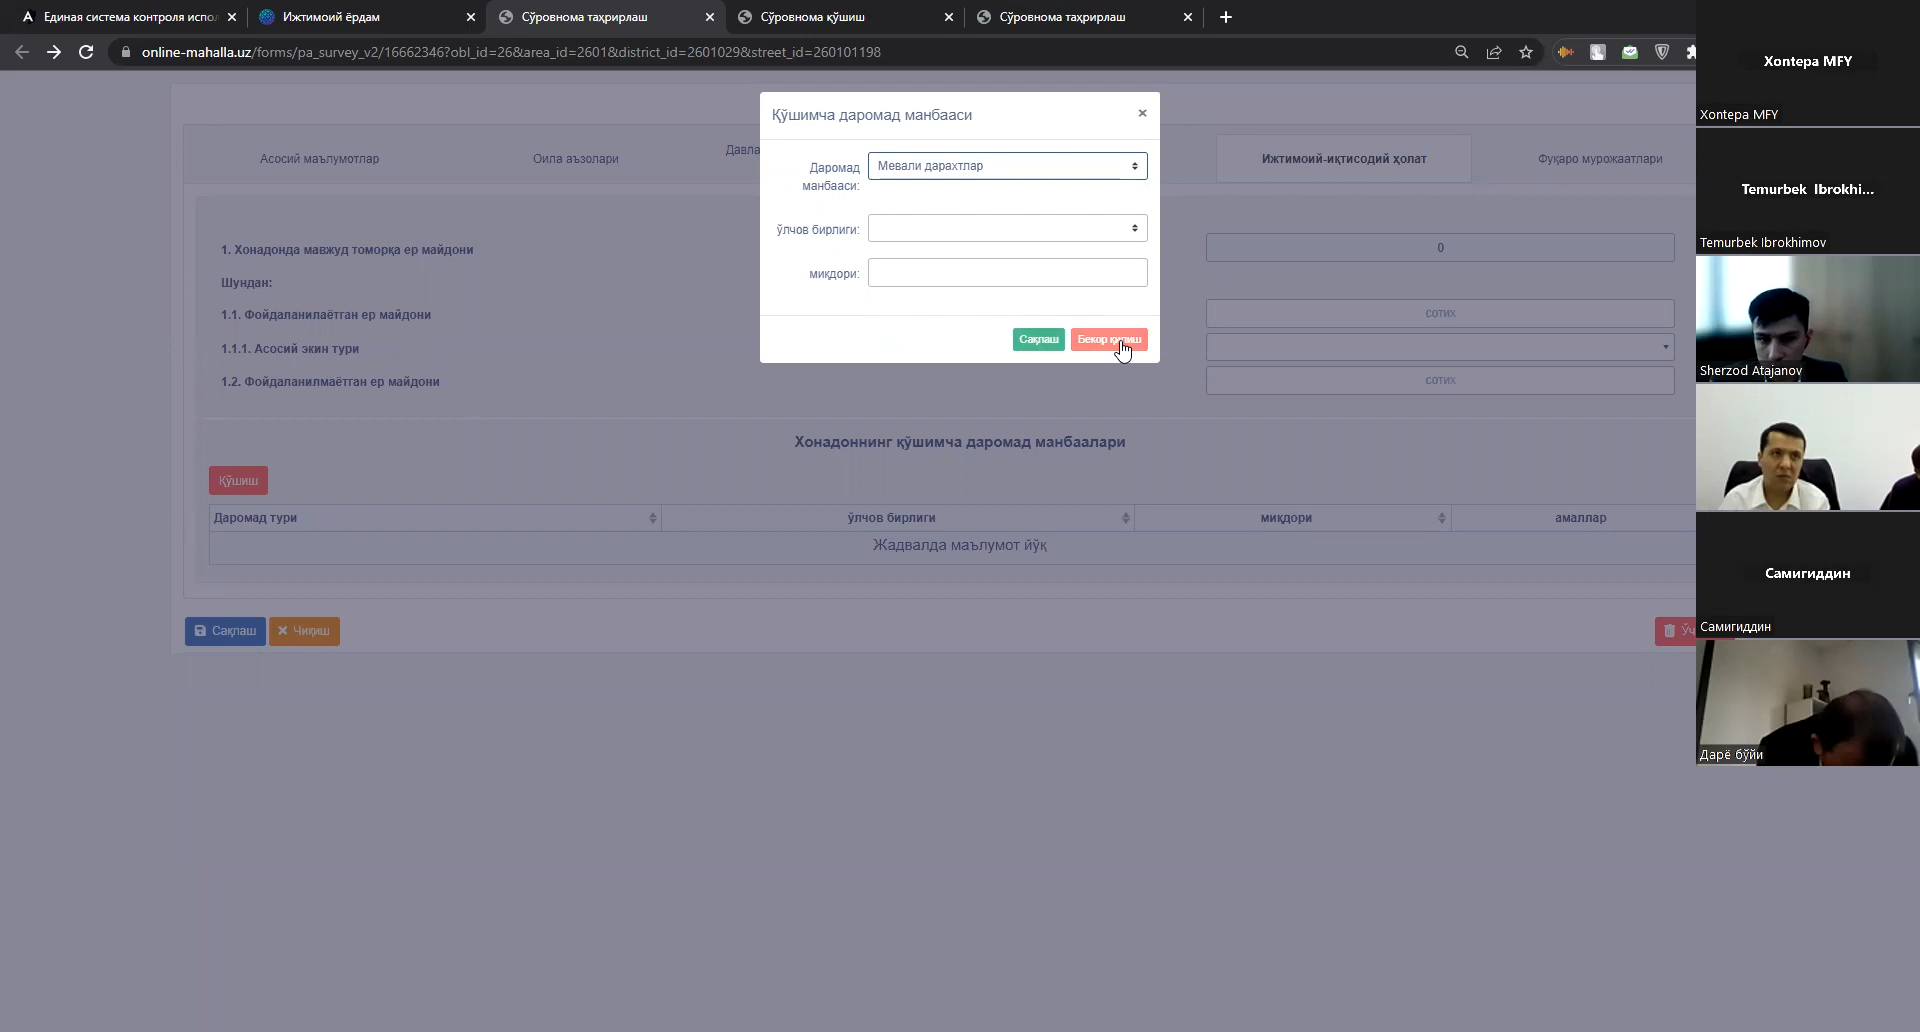 Единая система контроля испол
Ижтимоий ёрдам
Сўровнома таҳрирлаш
Сўровнома қўшиш
Сўровнома таҳрирлаш
online-mahalla.uz/forms/pa_survey_v2/16662346?obl_id=26&area_id=2601&district_id=2601029&street_id=260101198
Қўшимча даромад манбааси
Асосий маълумотлар
Оила аъзолари
Давла
Ижтимоий-иқтисодий ҳолат
Фуқаро мурожаатлари
Даромад манбааси:
Мевали дарахтлар
ўлчов бирлиги:
миқдори:
Сақлаш
Бекор қилиш
1. Хонадонда мавжуд томорқа ер майдони
0
Шундан:
1.1. Фойдаланилаётган ер майдони
сотих
1.1.1. Асосий экин тури
1.2. Фойдаланилмаётган ер майдони
сотих
Хонадоннинг қўшимча даромад манбаалари
Қўшиш
Даромад тури
ўлчов бирлиги
миқдори
амаллар
Жадвалда маълумот йўқ
Сақлаш
Чиқиш
Ўч
Xontepa MFY
Xontepa MFY
Temurbek Ibrokhi...
Temurbek Ibrokhimov
Sherzod Atajanov
Самигиддин
Самигиддин
Дарё бўйи